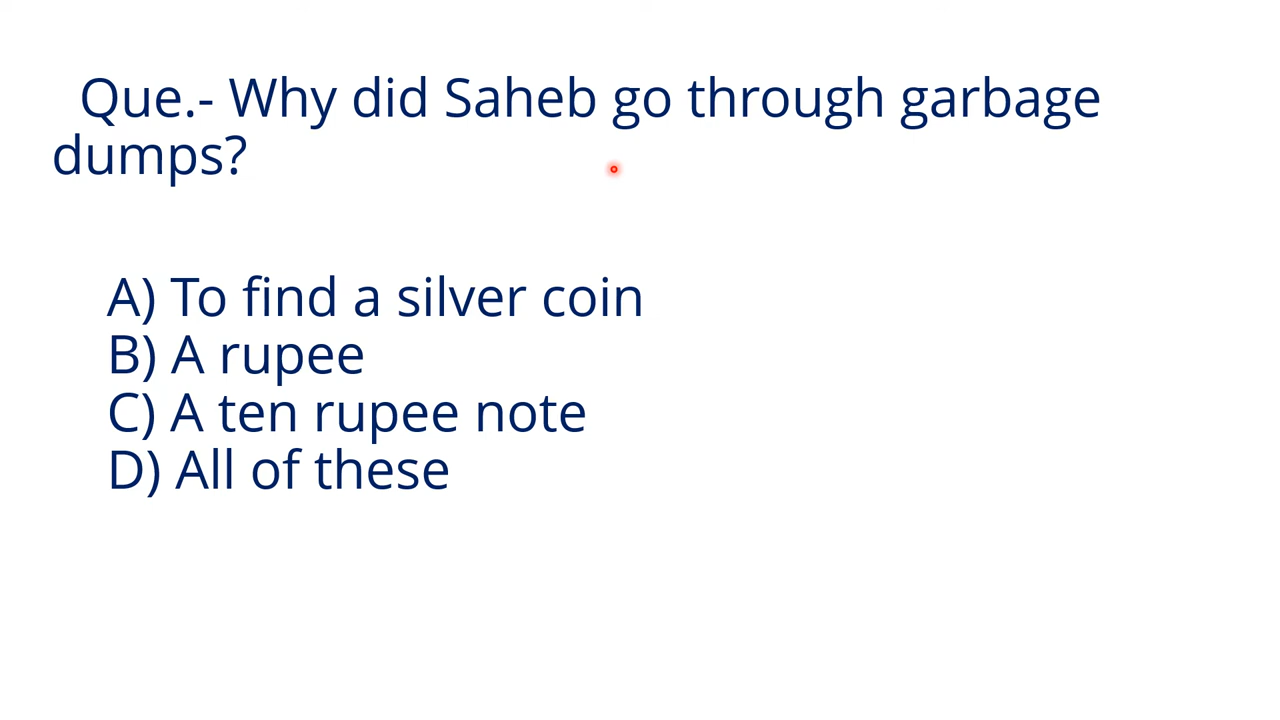 Que.- Why did Saheb go through garbage
dumps?
A) To find a silver coin
B) A rupee
C) A ten rupee note
D) All of these